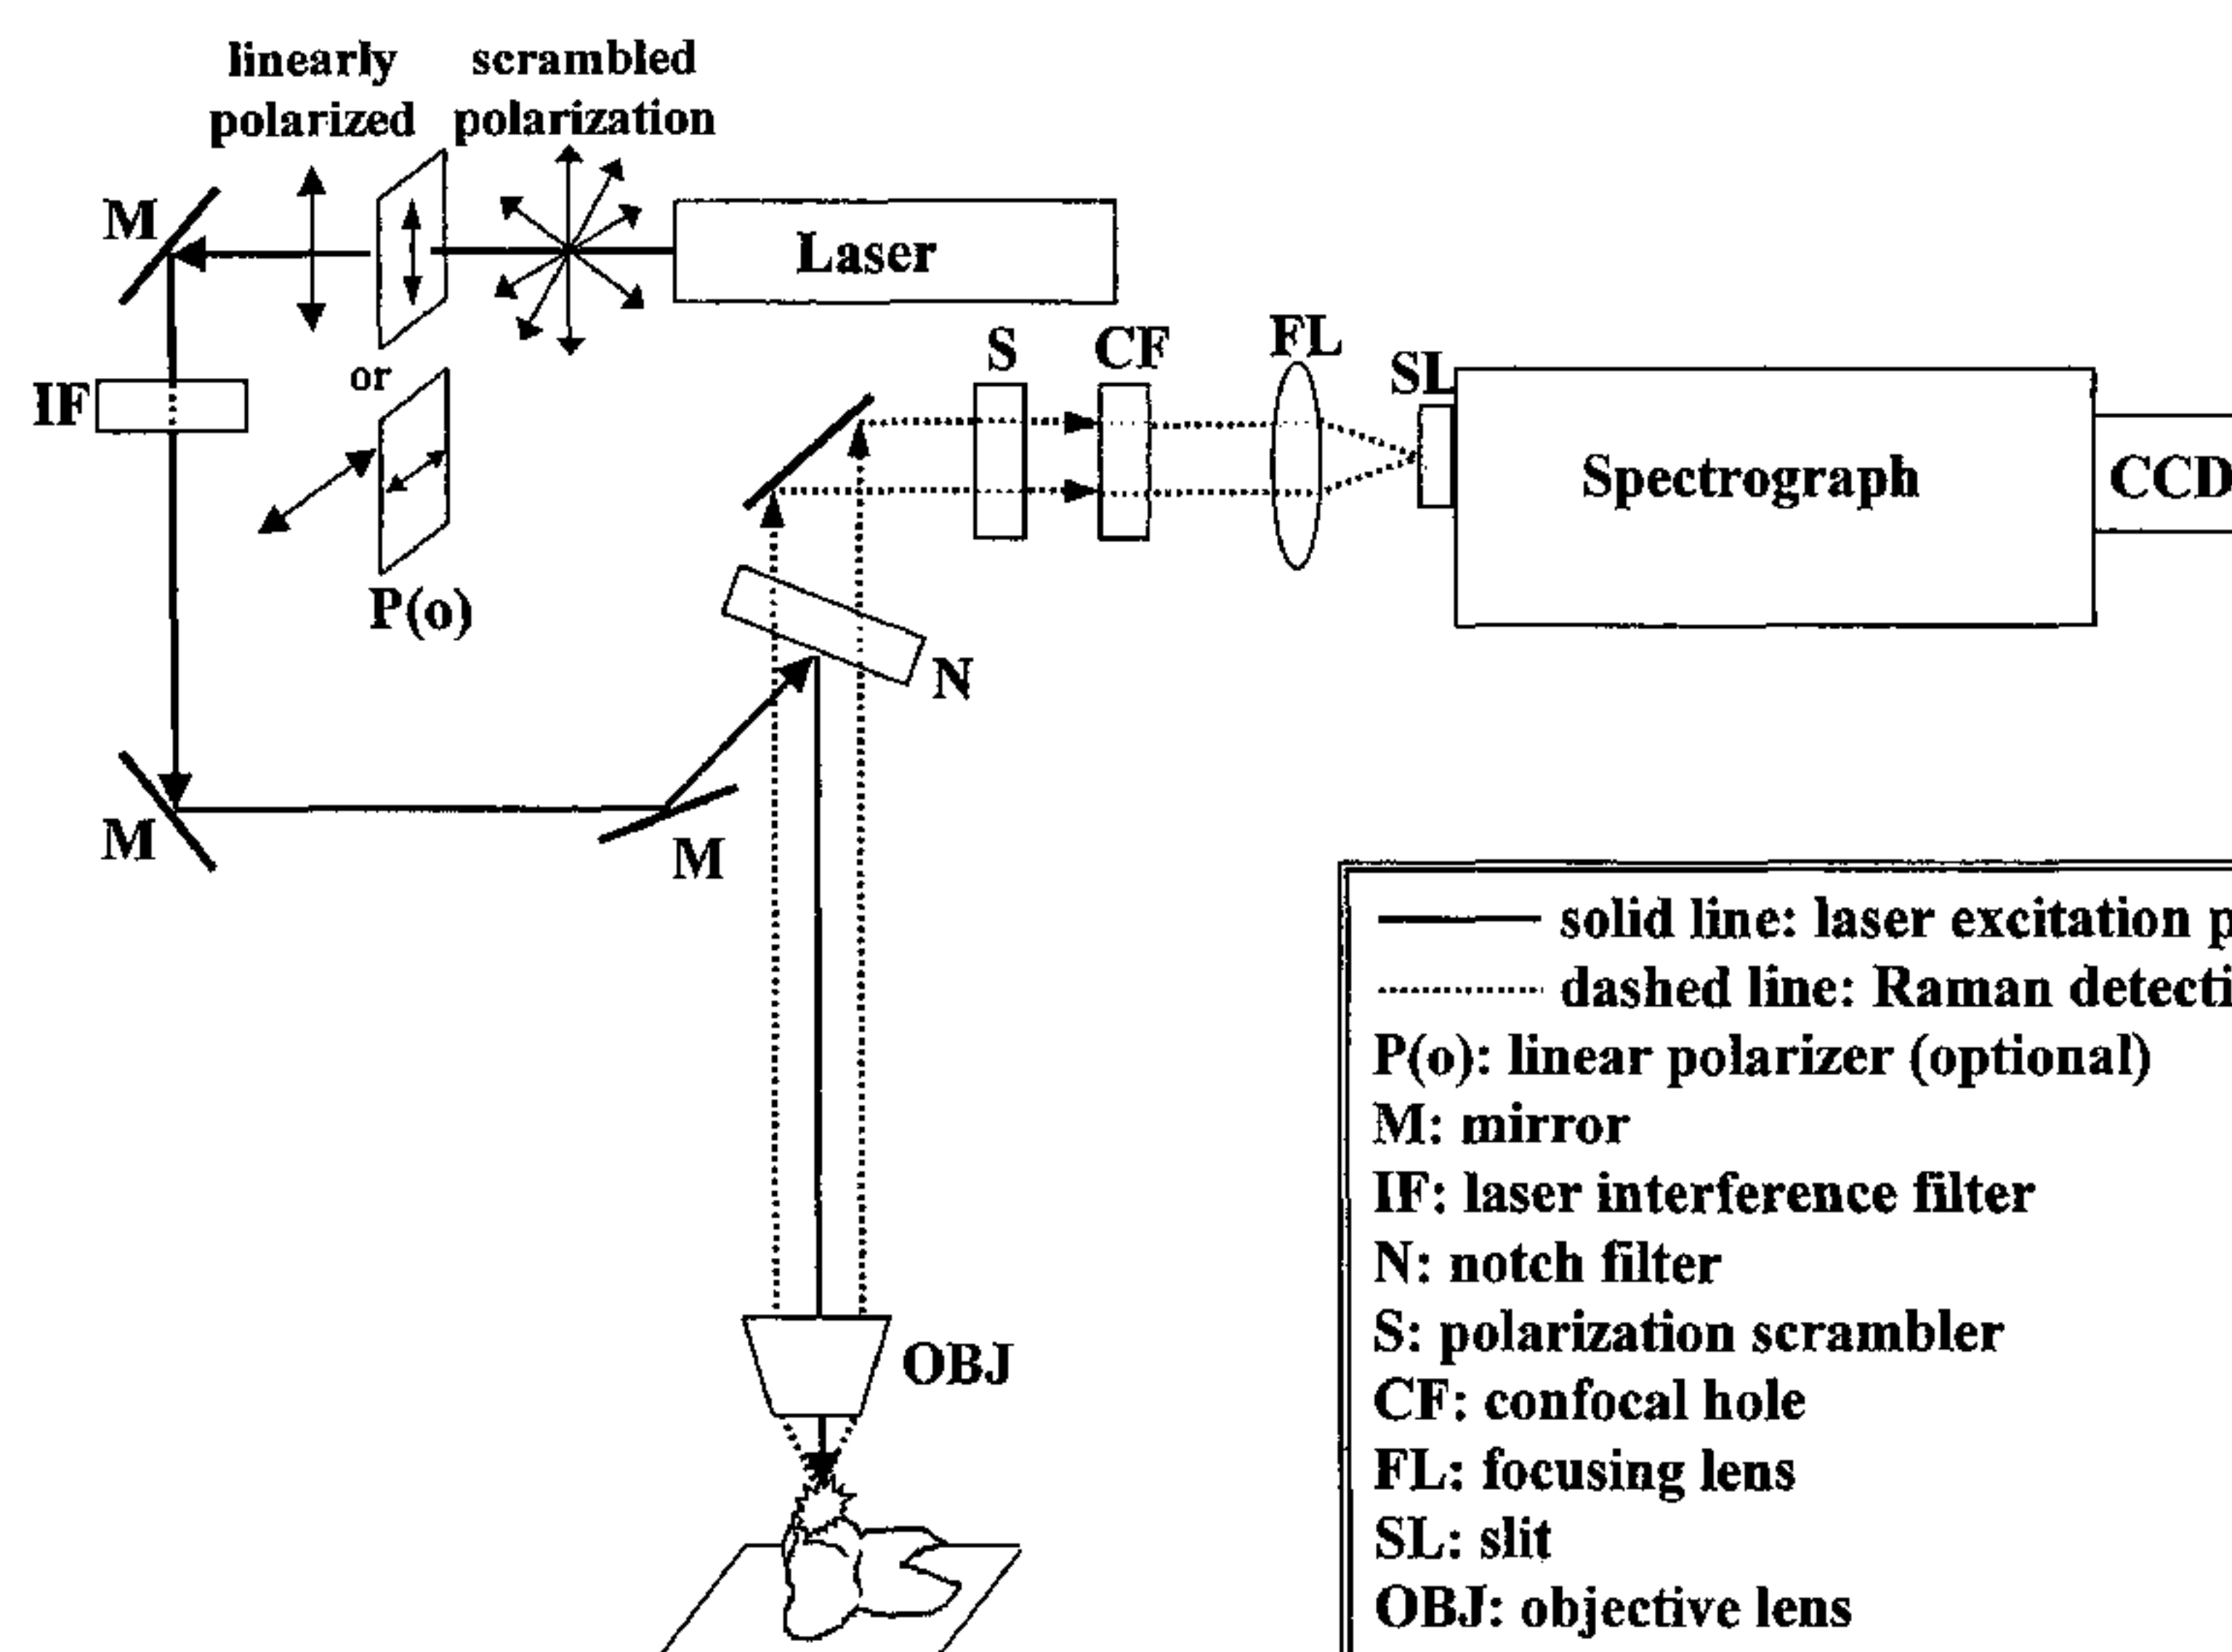 linearly
polarized
scrambled
polarization
M
Laser
S
CF
FL
SL
IF
or
P(o)
Spectrograph
CCD
N
M
M
OBJ
solid line: laser excitation p
dashed line: Raman detecti
P(o): linear polarizer (optional)
M: mirror
IF: laser interference filter
N: notch filter
S: polarization scrambler
CF: confocal hole
FL: focusing lens
SL: slit
OBJ: objective lens